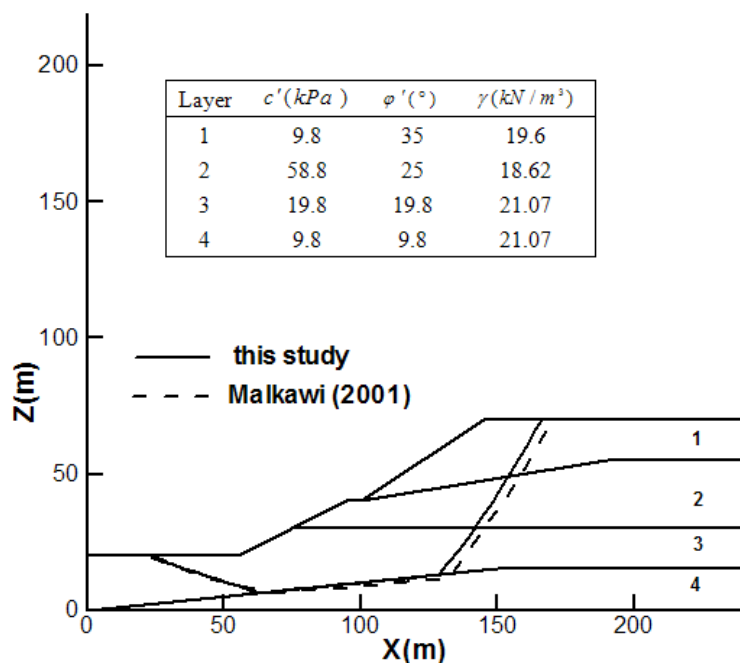 200
150
100
50
0
Z(m)
Layer c'(kPa) φ'(°) γ(kN/m³)
1 9.8 35 19.6
2 58.8 25 18.62
3 19.8 19.8 21.07
4 9.8 9.8 21.07
this study
Malkawi (2001)
1
2
3
4
0 50 100 150 200
X(m)